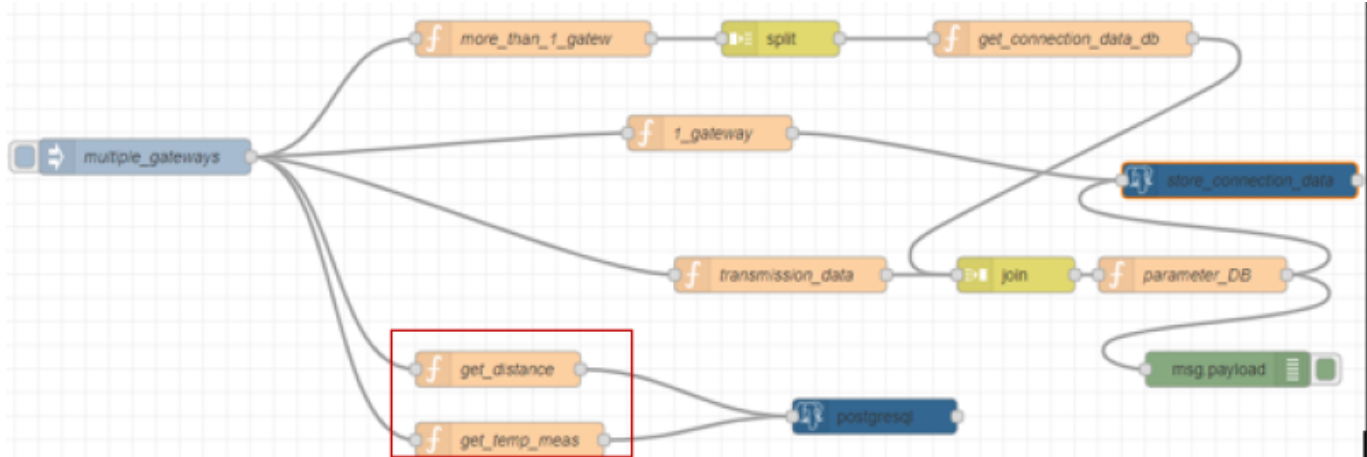 more_than_1_gatew
split
get_connection_data_db
1_gateway
multiple_gateways
store_connection_data
transmission_data
join
parameter_DB
get_distance
msg.payload
postgresql
get_temp_meas